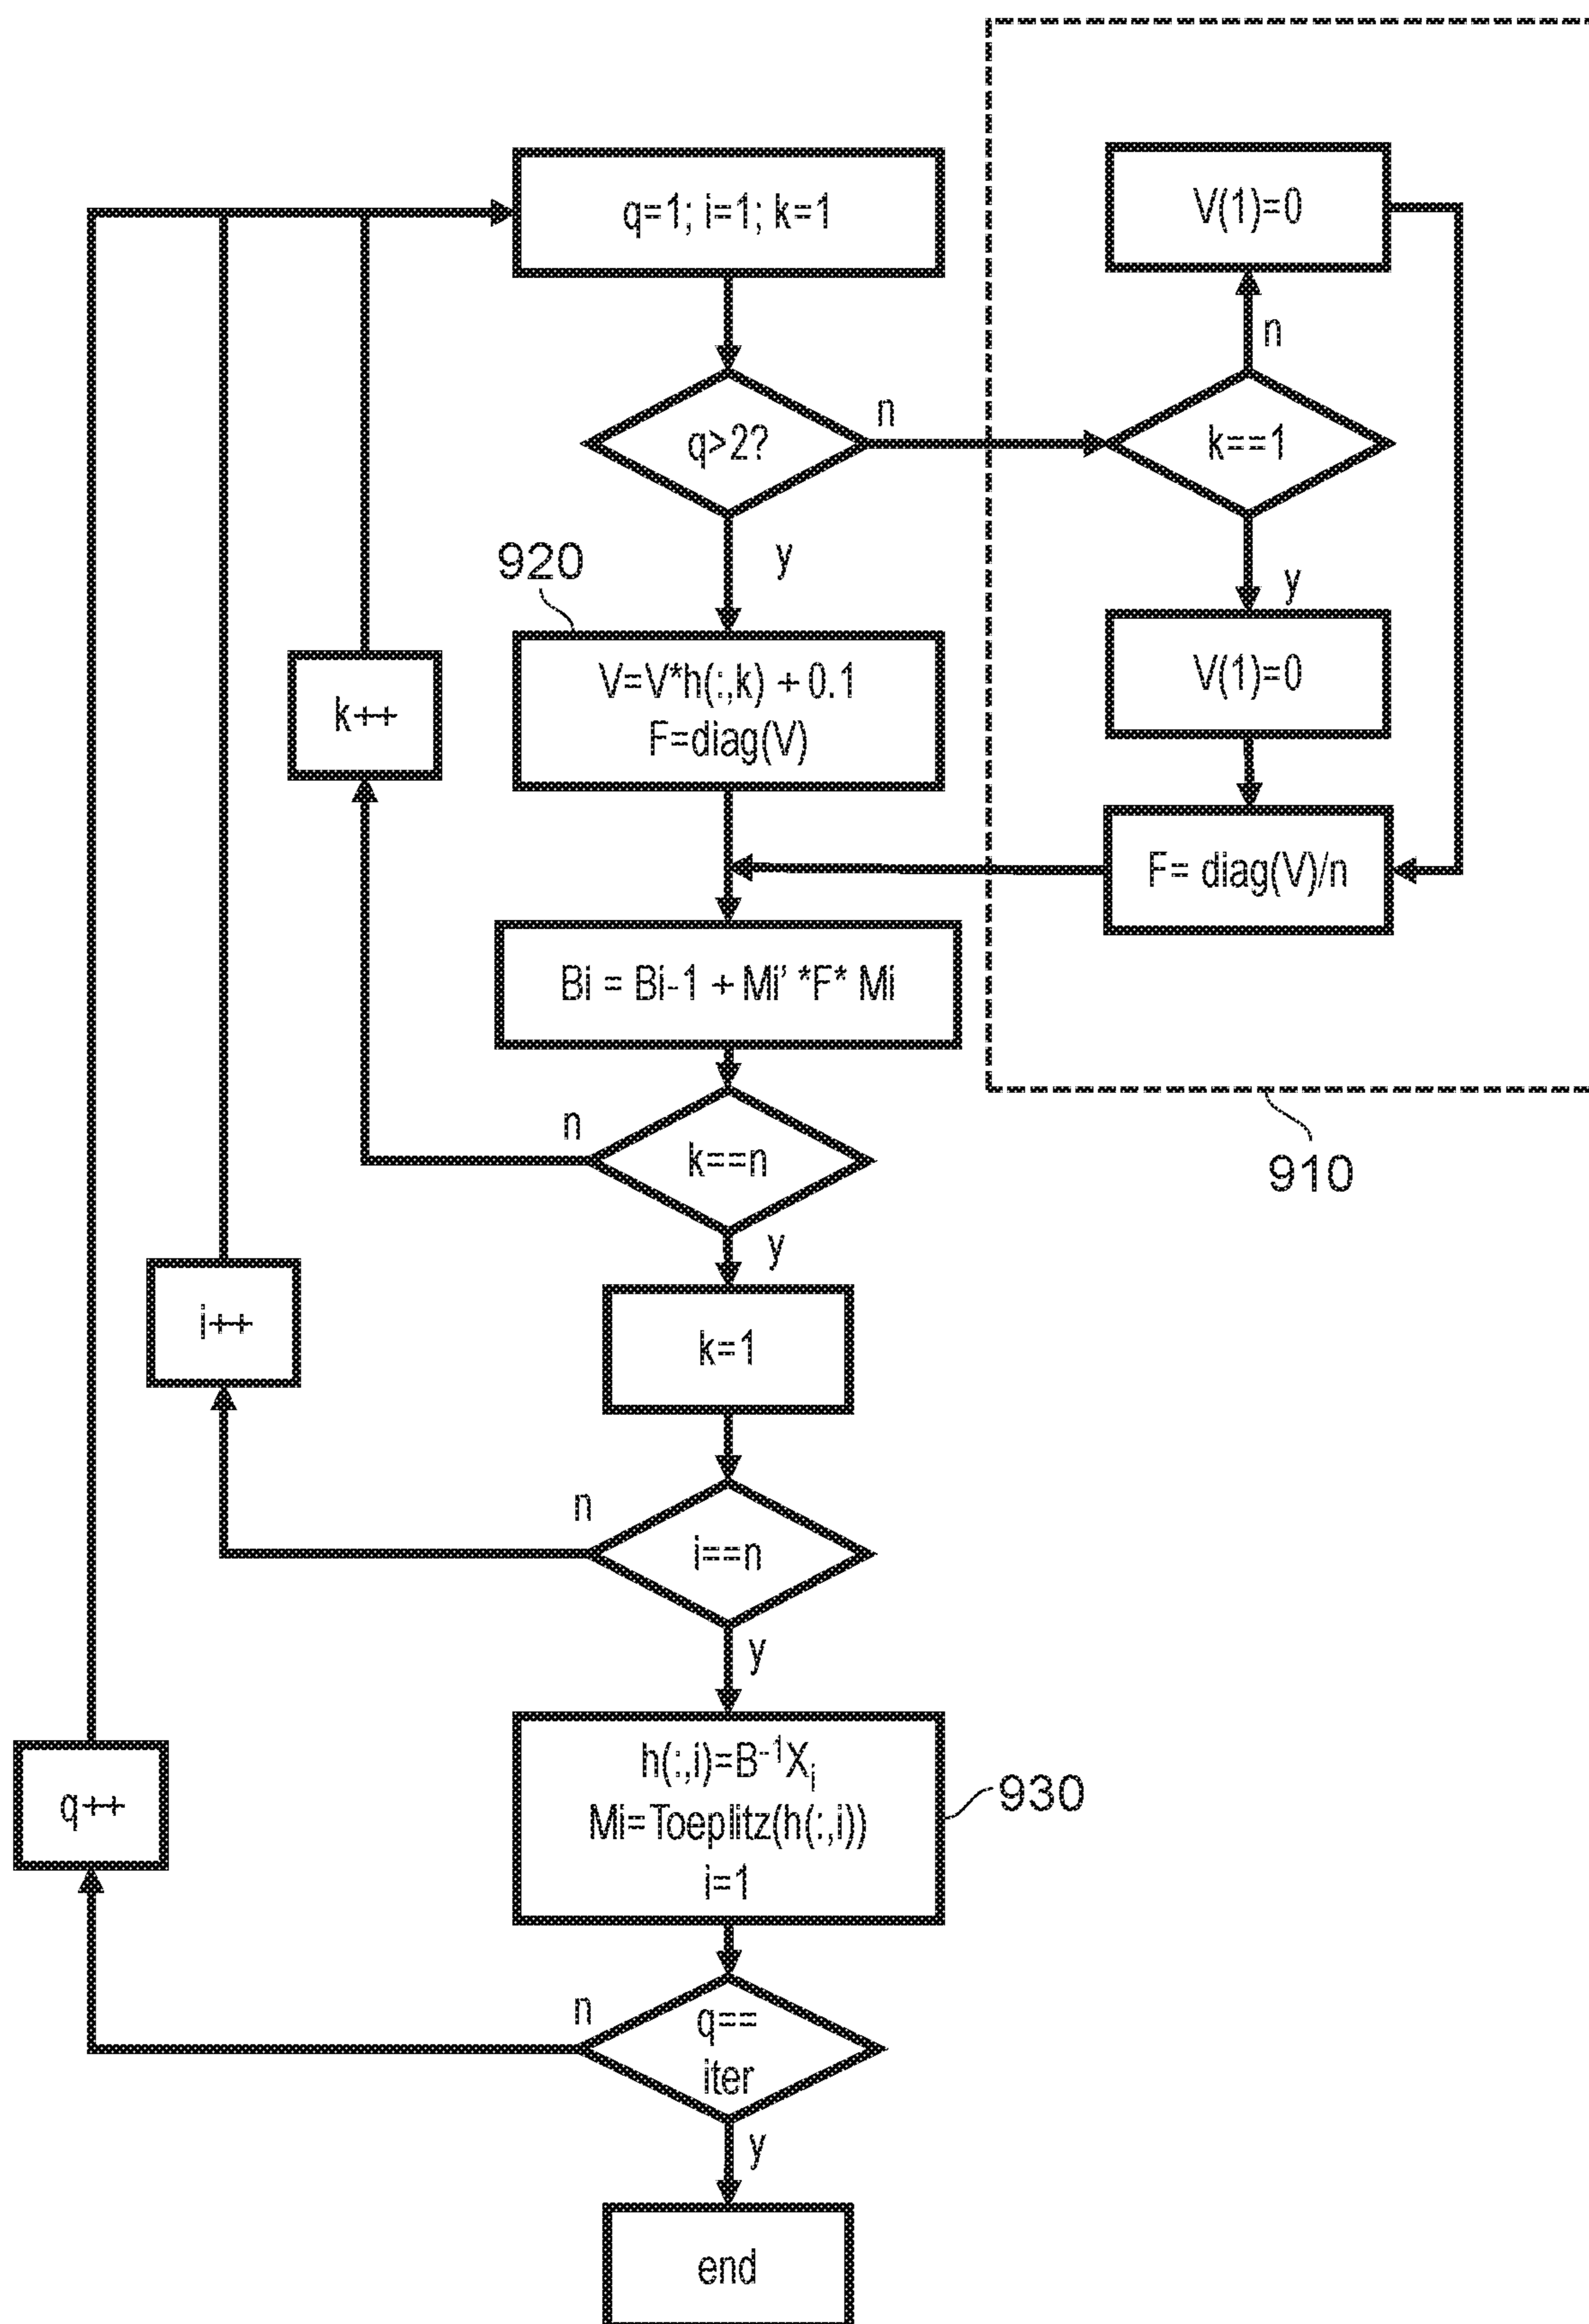 q=1; i=1; k=1
V(1)=0
n
q>2?
n
k==1
y
y
920
V=V*h(:,k) + 0.1
F=diag(V)
V(1)=0
k++
F= diag(V)/n
Bi = Bi-1 + Mi' *F* Mi
n
k==n
910
y
i++
k=1
n
i==n
y
h(:,i)=B⁻¹Xᵢ
Mi=Toeplitz(h(:,i))
i=1
930
q++
n
q==
iter
y
end